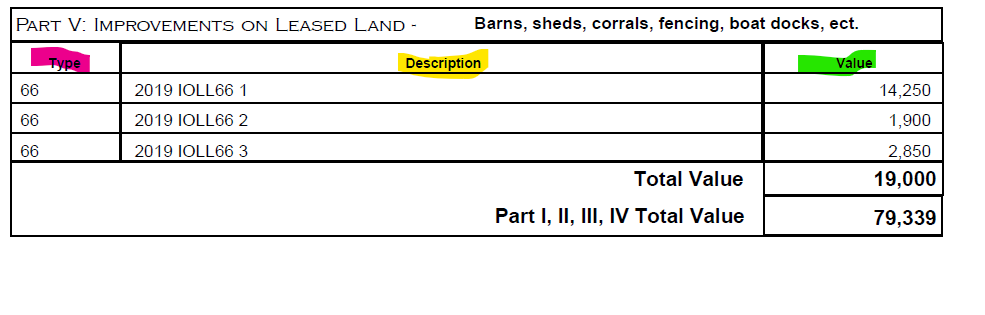 PART V: IMPROVEMENTS ON LEASED LAND - Barns, sheds, corrals, fencing, boat docks, ect.
Type Description Value
66 2019 IOLL66 1 14,250
66 2019 IOLL66 2 1,900
66 2019 IOLL66 3 2,850
Total Value 19,000
Part I, II, III, IV Total Value 79,339